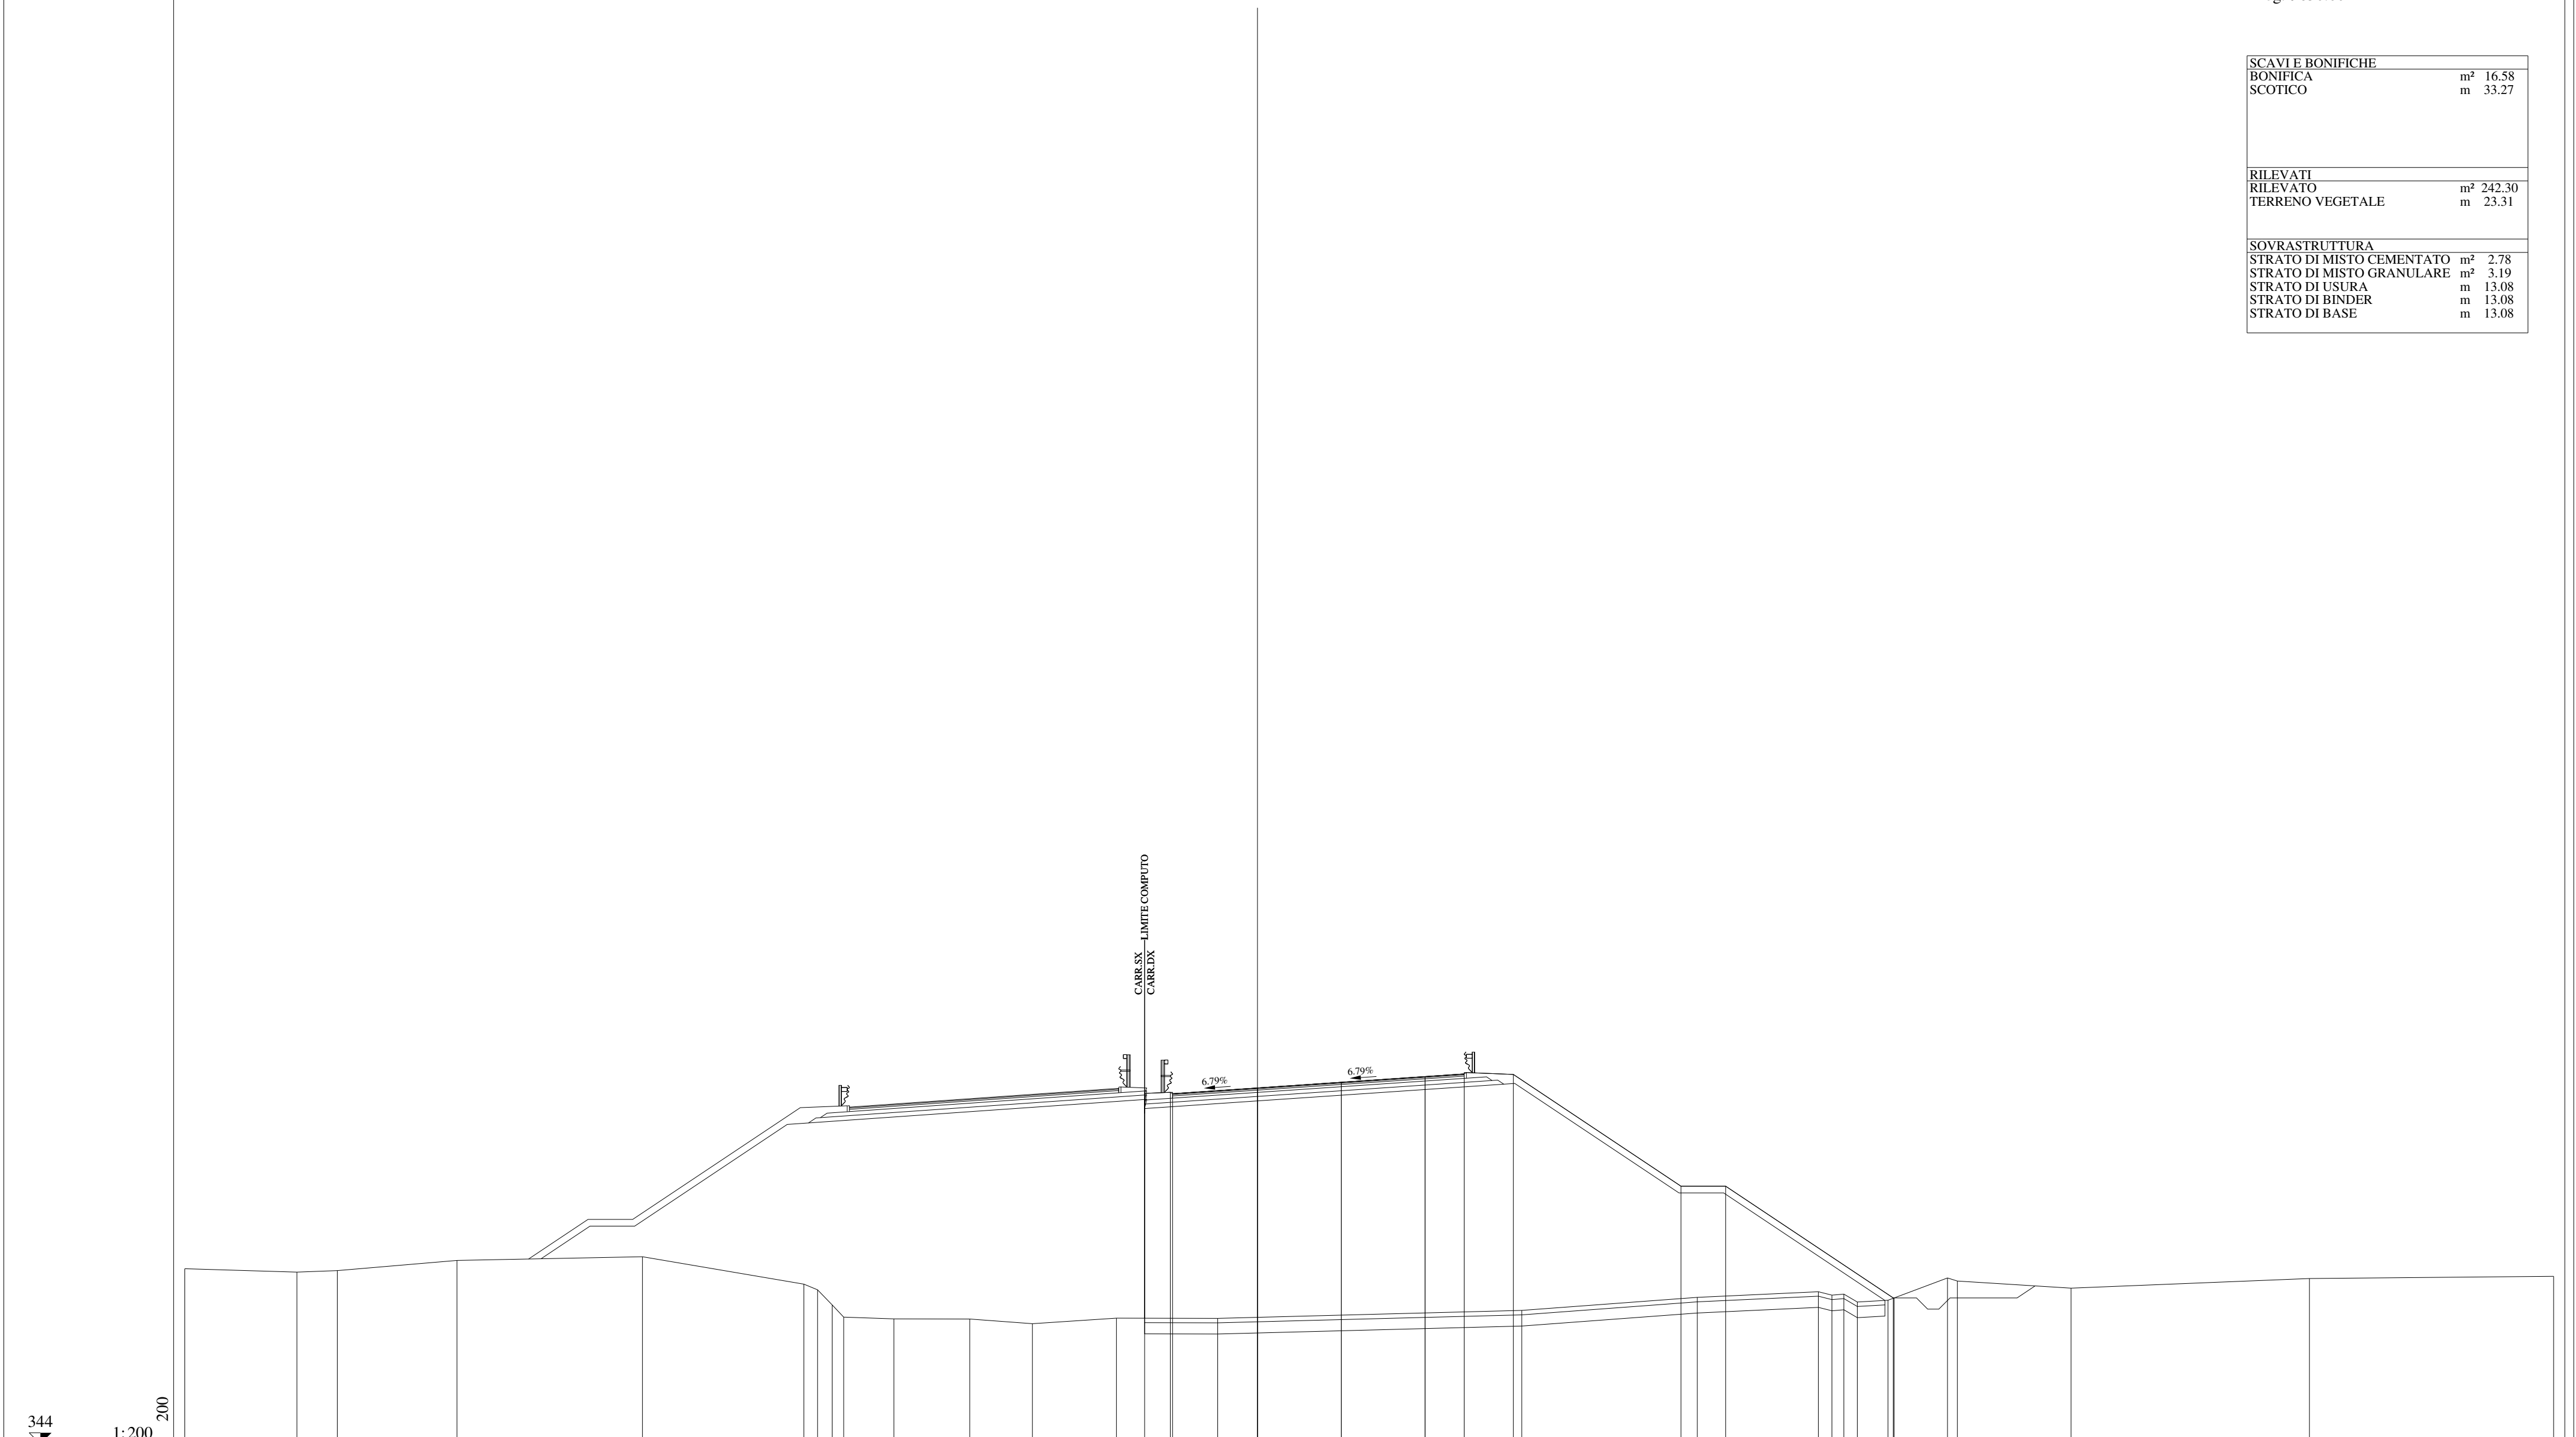 SCAVI E BONIFICHE
BONIFICA m² 16.58
SCOTICO m 33.27
RILEVATI
RILEVATO m² 242.30
TERRENO VEGETALE m 23.31
SOVRASTRUTTURA
STRATO DI MISTO CEMENTATO m² 2.78
STRATO DI MISTO GRANULARE m² 3.19
STRATO DI USURA m 13.08
STRATO DI BINDER m 13.08
STRATO DI BASE m 13.08
LIMITE COMPUTO
CARR.SX
CARR.DX
6.79%
6.79%
200
344
1:200